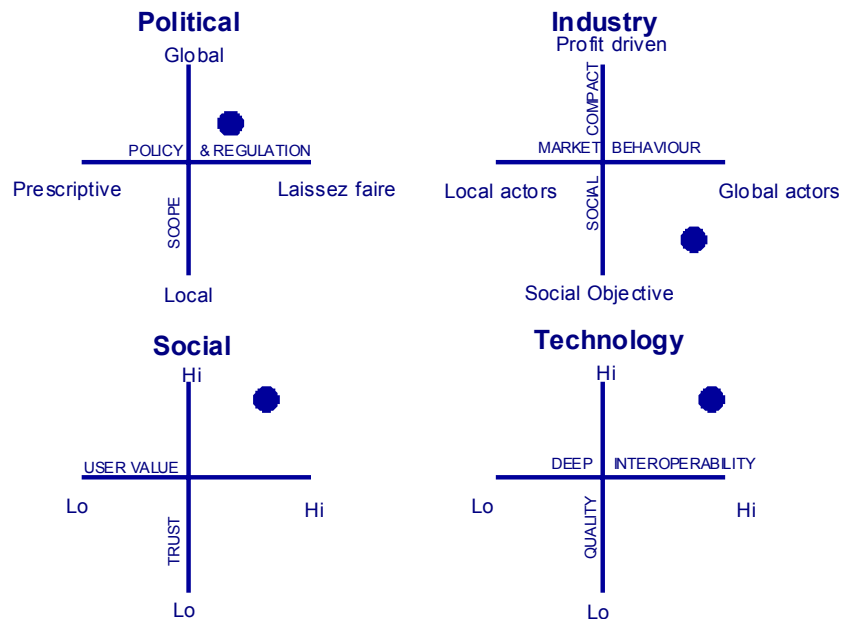 Political
Global
POLICY & REGULATION
Prescriptive
Laissez faire
SCOPE
Local
Industry
Profit driven
SOCIAL COMPACT
MARKET BEHAVIOUR
Local actors
Global actors
Social Objective
Social
Hi
USER VALUE
Lo
Hi
TRUST
Lo
Technology
Hi
DEEP INTEROPERABILITY
Lo
Hi
QUALITY
Lo